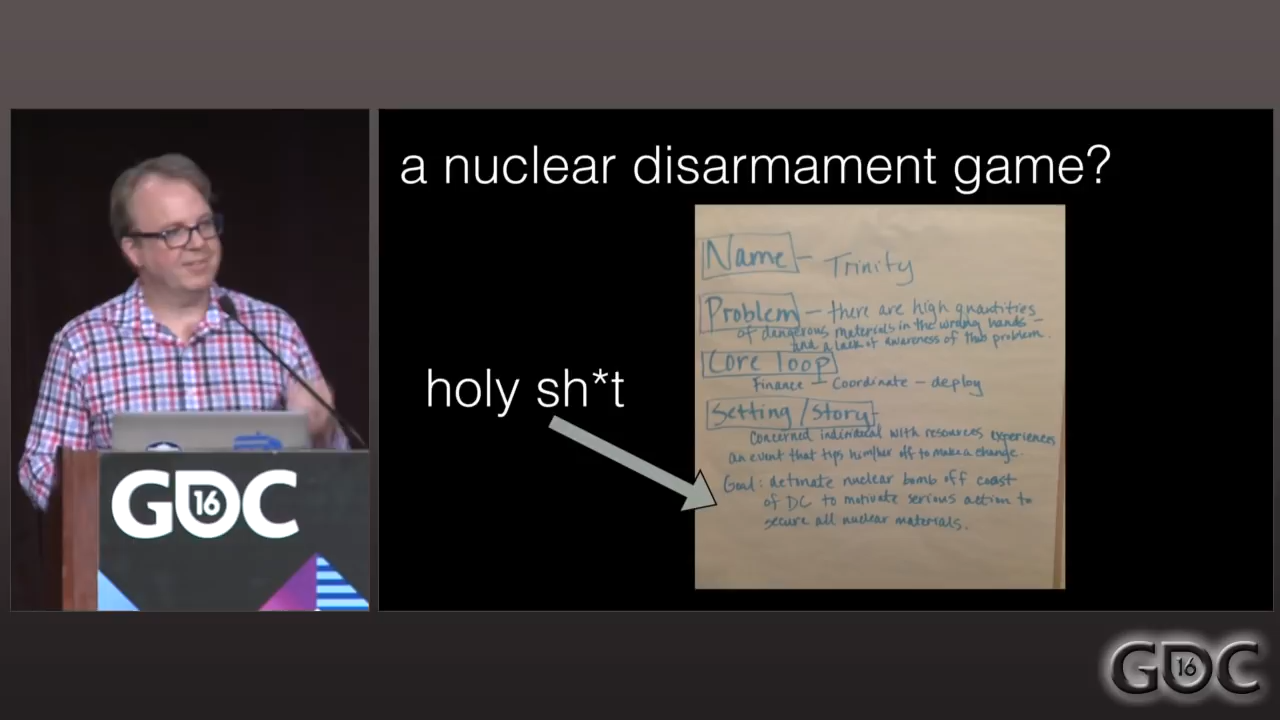 a nuclear disarmament game?
Name - Trinity
Problem - there are high quantities
of dangerous materials in the wrong hands -
and a lack of awareness of this problem.
Core loop
Finance - Coordinate - deploy
Setting/Story -
Concerned individual with resources experiences
an event that tips him/her off to make a change.
Goal: detonate nuclear bomb off coast
of DC to motivate serious action to
secure all nuclear materials.
holy sh*t
GDC 16
GDC 16